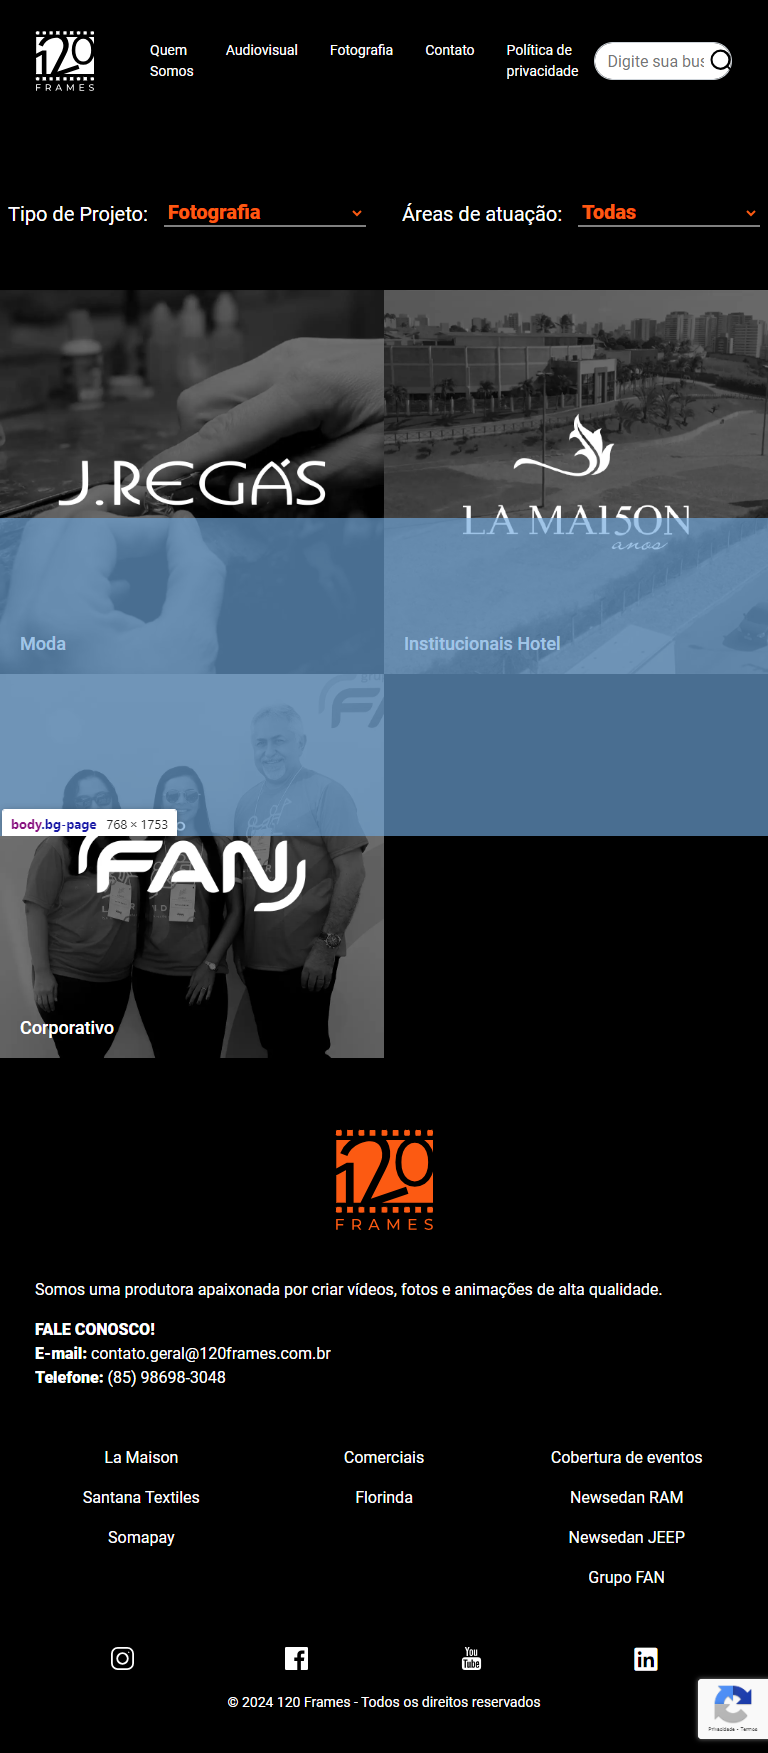 120
FRAMES
Quem
Somos
Audiovisual
Fotografia
Contato
Política de
privacidade
Digite sua bus
Tipo de Projeto:
Fotografia
Áreas de atuação:
Todas
J.REGÁS
LA MAI5ON
anos
Moda
Institucionais Hotel
FAN
body.bg-page 768 × 1753
FAN
Corporativo
120
FRAMES
Somos uma produtora apaixonada por criar vídeos, fotos e animações de alta qualidade.
FALE CONOSCO!
E-mail: contato.geral@120frames.com.br
Telefone: (85) 98698-3048
La Maison
Comerciais
Cobertura de eventos
Santana Textiles
Florinda
Newsedan RAM
Somapay
Newsedan JEEP
Grupo FAN
You
Tube
in
© 2024 120 Frames - Todos os direitos reservados
Privacidade - Termos